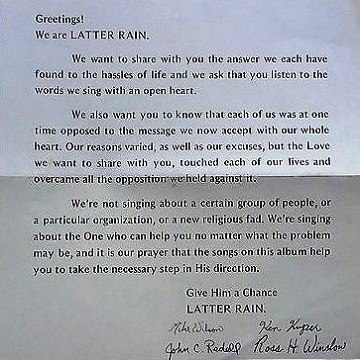 Greetings!
We are LATTER RAIN.
We want to share with you the answer we each have
found to the hassles of life and we ask that you listen to the
words we sing with an open heart.
We also want you to know that each of us was at one
time opposed to the message we now accept with our whole
heart. Our reasons varied, as well as our excuses, but the Love
we want to share with you, touched each of our lives and
overcame all the opposition we held against it.
We're not singing about a certain group of people, or
a particular organization, or a new religious fad. We're singing
about the One who can help you no matter what the problem
may be, and it is our prayer that the songs on this album help
you to take the necessary step in His direction.
Give Him a Chance
LATTER RAIN.
Mike Wilson Ken
John C. Ross H. Winslow